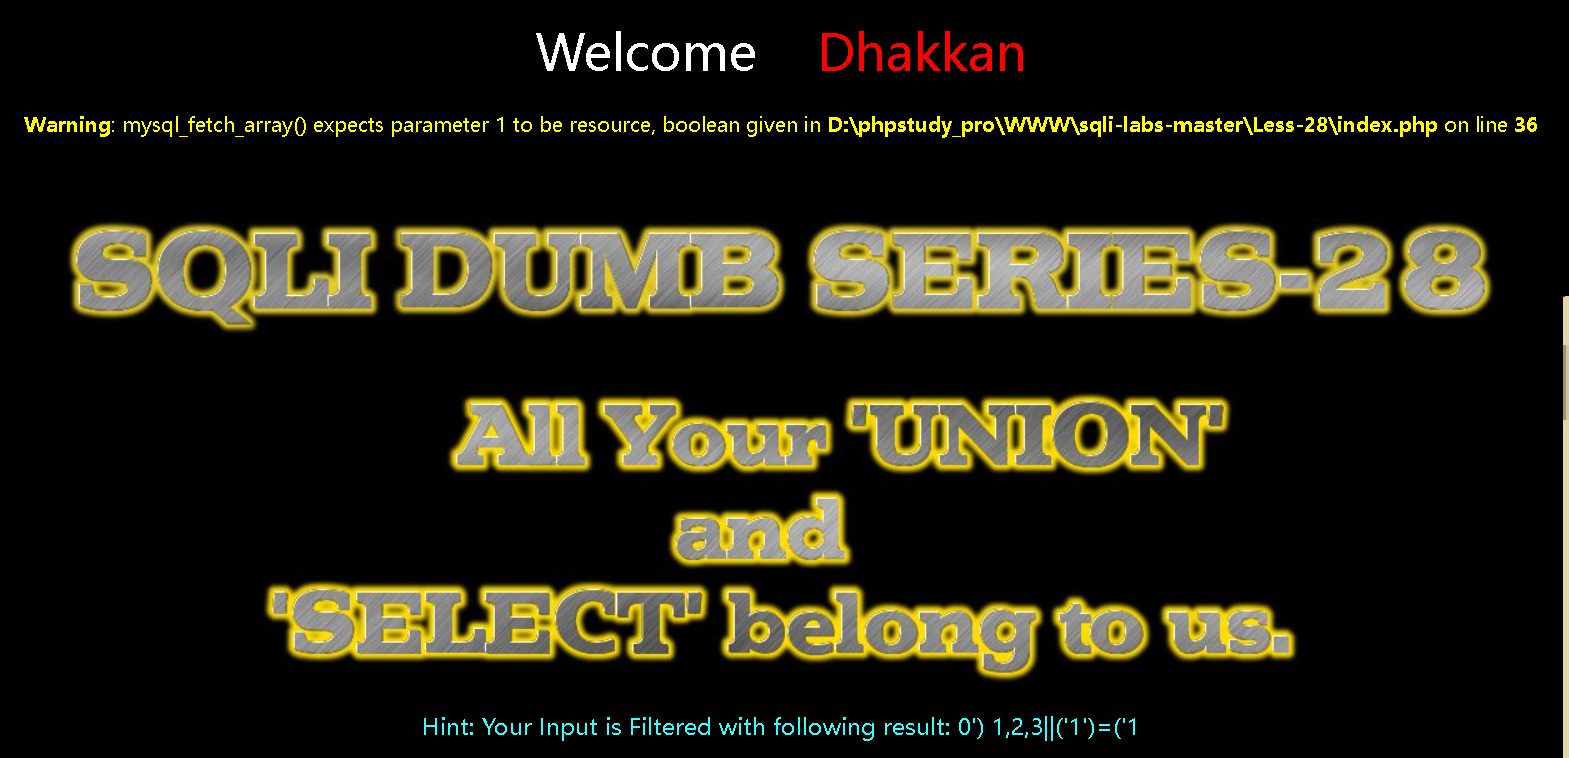 Welcome Dhakkan
Warning: mysql_fetch_array() expects parameter 1 to be resource, boolean given in D:\phpstudy_pro\WWW\sqli-labs-master\Less-28\index.php on line 36
SQLI DUMB SERIES-28
All Your 'UNION'
and
'SELECT' belong to us.
Hint: Your Input is Filtered with following result: 0') 1,2,3||('1')=('1